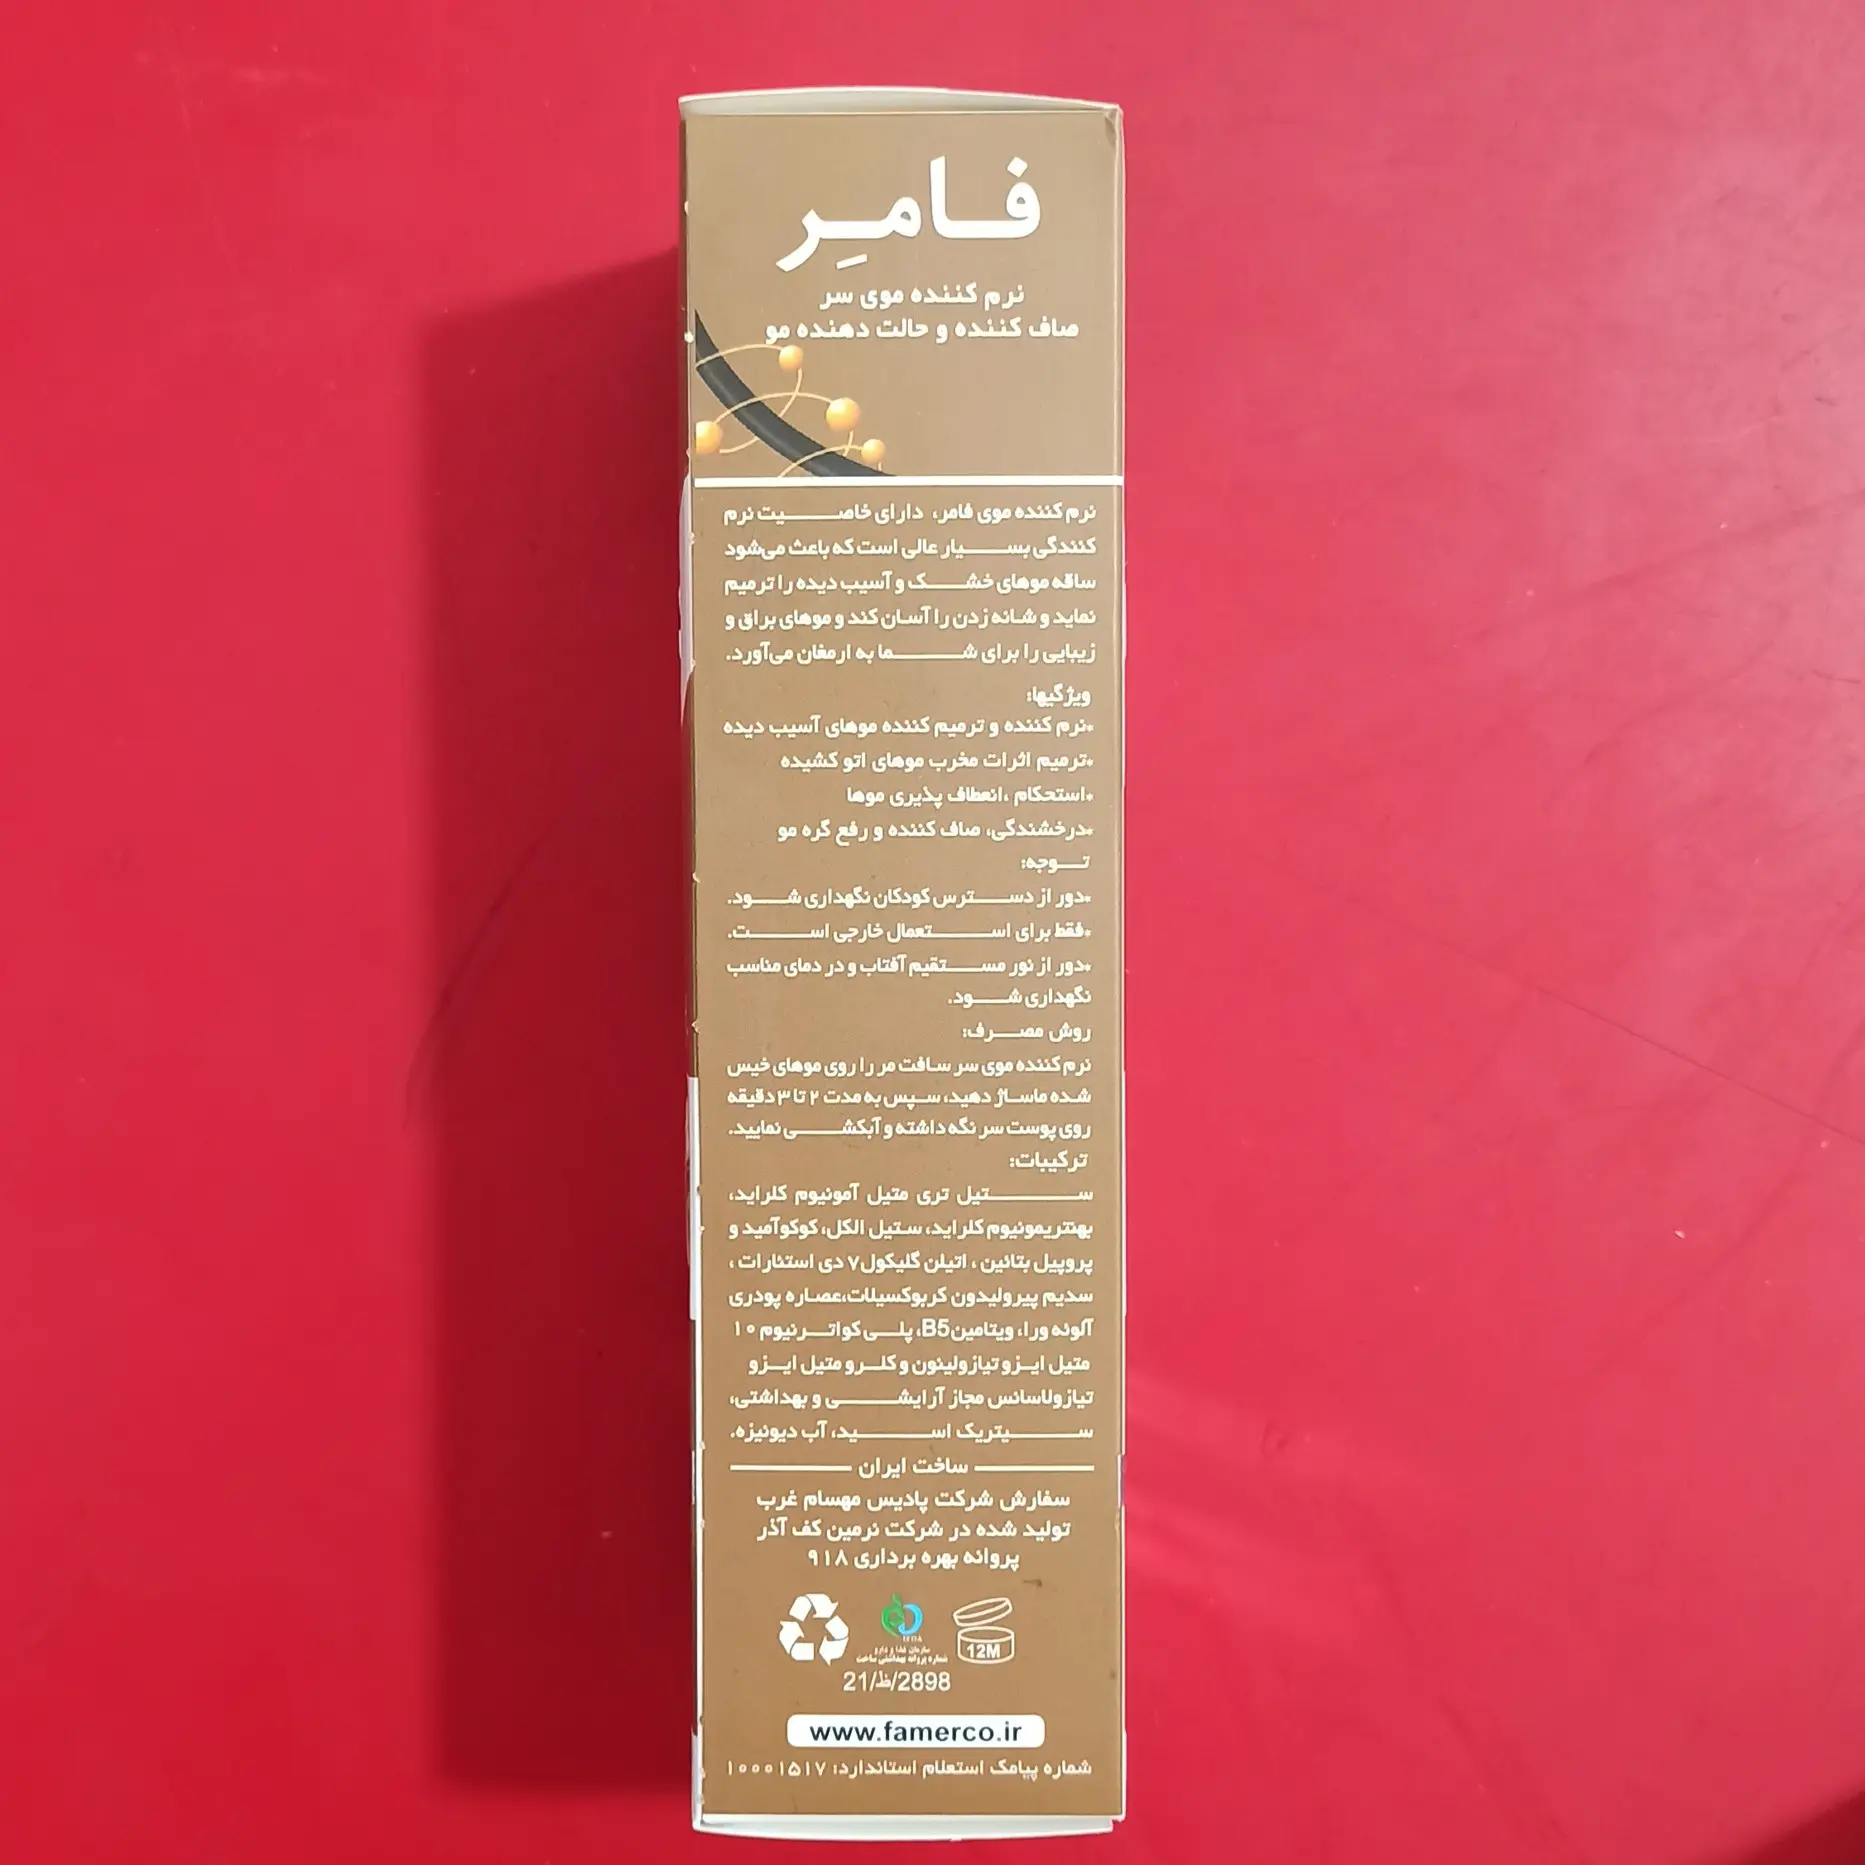 فامِر
نرم کننده موی سر
صاف کننده و حالت دهنده مو
نرم کننده موی فامر، دارای خاصیت نرم
کنندگی بسیار عالی است که باعث می‌شود
ساقه موهای خشک و آسیب دیده را ترمیم
نماید و شانه زدن را آسان کند و موهای براق و
زیبایی را برای شما به ارمغان می‌آورد.
ویژگیها:
*نرم کننده و ترمیم کننده موهای آسیب دیده
*ترمیم اثرات مخرب موهای اتو کشیده
*استحکام ،انعطاف پذیری موها
*درخشندگی، صاف کننده و رفع گره مو
توجه:
*دور از دسترس کودکان نگهداری شود.
*فقط برای استعمال خارجی است.
*دور از نور مستقیم آفتاب و در دمای مناسب
نگهداری شود.
روش مصرف:
نرم کننده موی سر سافت مر را روی موهای خیس
شده ماساژ دهید، سپس به مدت ۲ تا ۳ دقیقه
روی پوست سر نگه داشته و آبکشی نمایید.
ترکیبات:
ستیل تری متیل آمونیوم کلراید،
بهنتریمونیوم کلراید، ستیل الکل، کوکوآمید و
پروپیل بتائین ، اتیلن گلیکول۷ دی استئارات ،
سدیم پیرولیدون کربوکسیلات،عصاره پودری
آلوئه ورا، ویتامینB5، پلی کواترنیوم ۱۰
متیل ایزو تیازولینون و کلرو متیل ایزو
تیازولاسانس مجاز آرایشی و بهداشتی،
سیتریک اسید، آب دیونیزه.
ساخت ایران
سفارش شرکت پادیس مهسام غرب
تولید شده در شرکت نرمین کف آذر
پروانه بهره برداری ۹۱۸
12M
سازمان غذا و دارو
شماره پروانه بهداشتی ساخت
21/ظ/2898
www.famerco.ir
شماره پیامک استعلام استاندارد: ۱۰۰۰۱۵۱۷